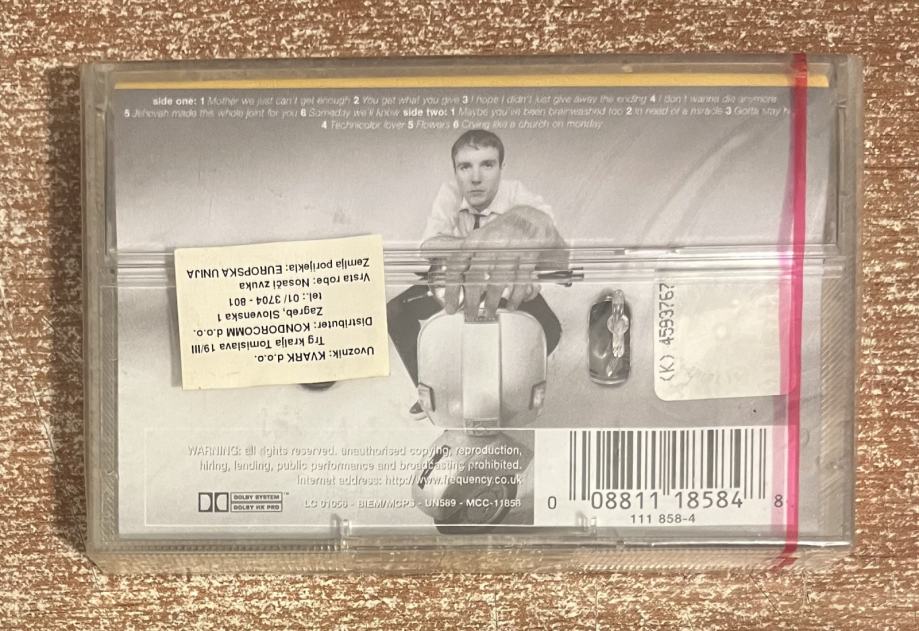 side one: 1 Mother we just can't get enough 2 You get what you give 3 I hope I didn't just give away the ending 4 I don't wanna die anymore
5 Jehovah made this whole joint for you 6 Someday we'll know side two: 1 Maybe you've been brainwashed too 2 In need of a miracle 3 Gotta stay h
4 Technicolor lover 5 Flowers 6 Crying like a church on monday
Uvoznik: KVARK d.o.o.
Trg kralja Tomislava 19/III
Distributer: KONDORCOMM d.o.o.
Zagreb, Slovenska 1
tel.: 01/ 3704 - 801
Vrsta robe: Nosači zvuka
Zemlja porijekla: EUROPSKA UNIJA
(K) 4593767
WARNING: all rights reserved. unauthorised copying, reproduction,
hiring, lending, public performance and broadcasting prohibited.
Internet address: http://www.frequency.co.uk
DOLBY SYSTEM™
DOLBY HX PRO
LC 01056 - BIEM/MCPS - UN589 - MCC-11858
0 08811 18584 8
111 858-4